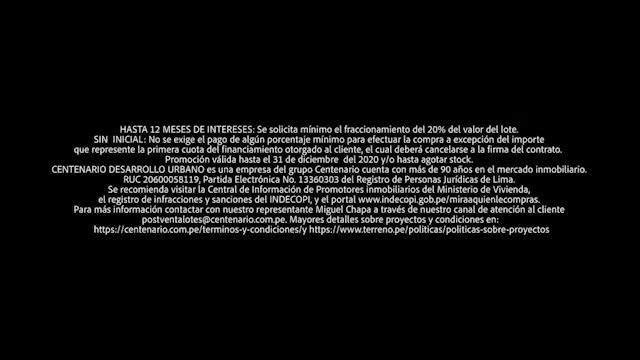 HASTA 12 MESES DE INTERESES: Se solicita mínimo el fraccionamiento del 20% del valor del lote.
SIN INICIAL: No se exige el pago de algún porcentaje mínimo para efectuar la compra a excepción del importe
que represente la primera cuota del financiamiento otorgado al cliente, el cual deberá cancelarse a la firma del contrato.
Promoción válida hasta el 31 de diciembre del 2020 y/o hasta agotar stock.
CENTENARIO DESARROLLO URBANO es una empresa del grupo Centenario cuenta con más de 90 años en el mercado inmobiliario.
RUC 20600058119, Partida Electrónica No. 13360303 del Registro de Personas Jurídicas de Lima.
Se recomienda visitar la Central de Información de Promotores inmobiliarios del Ministerio de Vivienda,
el registro de infracciones y sanciones del INDECOPI, y el portal www.indecopi.gob.pe/miraaquienlecompras.
Para más información contactar con nuestro representante Miguel Chapa a través de nuestro canal de atención al cliente
postventalotes@centenario.com.pe. Mayores detalles sobre proyectos y condiciones en:
https://centenario.com.pe/terminos-y-condiciones/y https://www.terreno.pe/politicas/politicas-sobre-proyectos